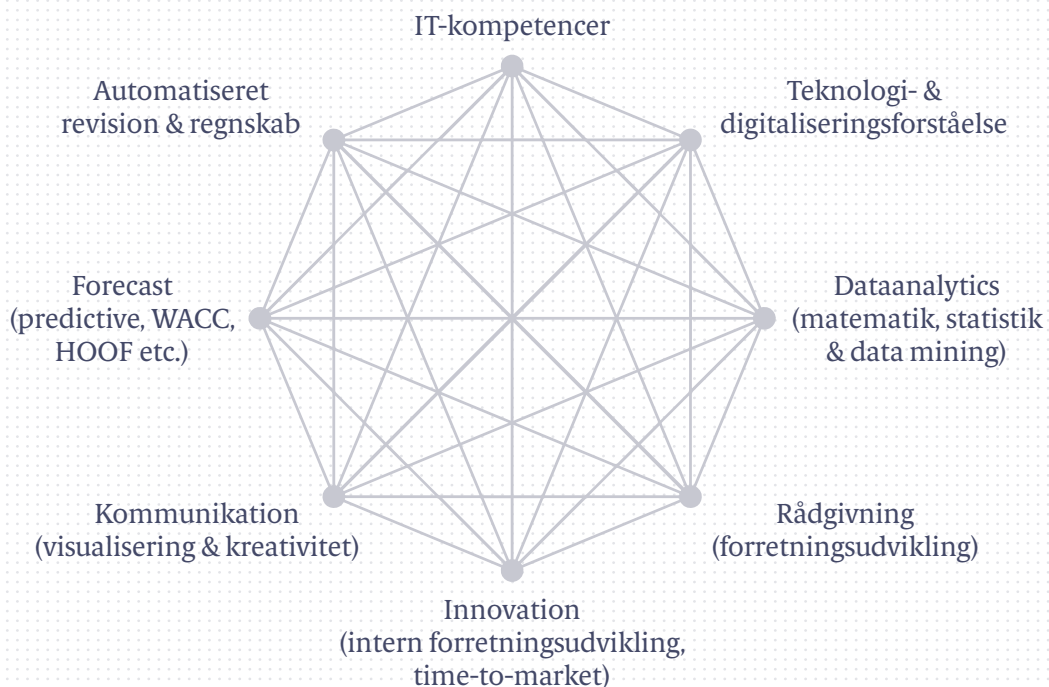 IT-kompetencer
Automatiseret
revision & regnskab
Teknologi- &
digitaliseringsforståelse
Forecast
(predictive, WACC,
HOOF etc.)
Dataanalytics
(matematik, statistik
& data mining)
Kommunikation
(visualisering & kreativitet)
Rådgivning
(forretningsudvikling)
Innovation
(intern forretningsudvikling,
time-to-market)